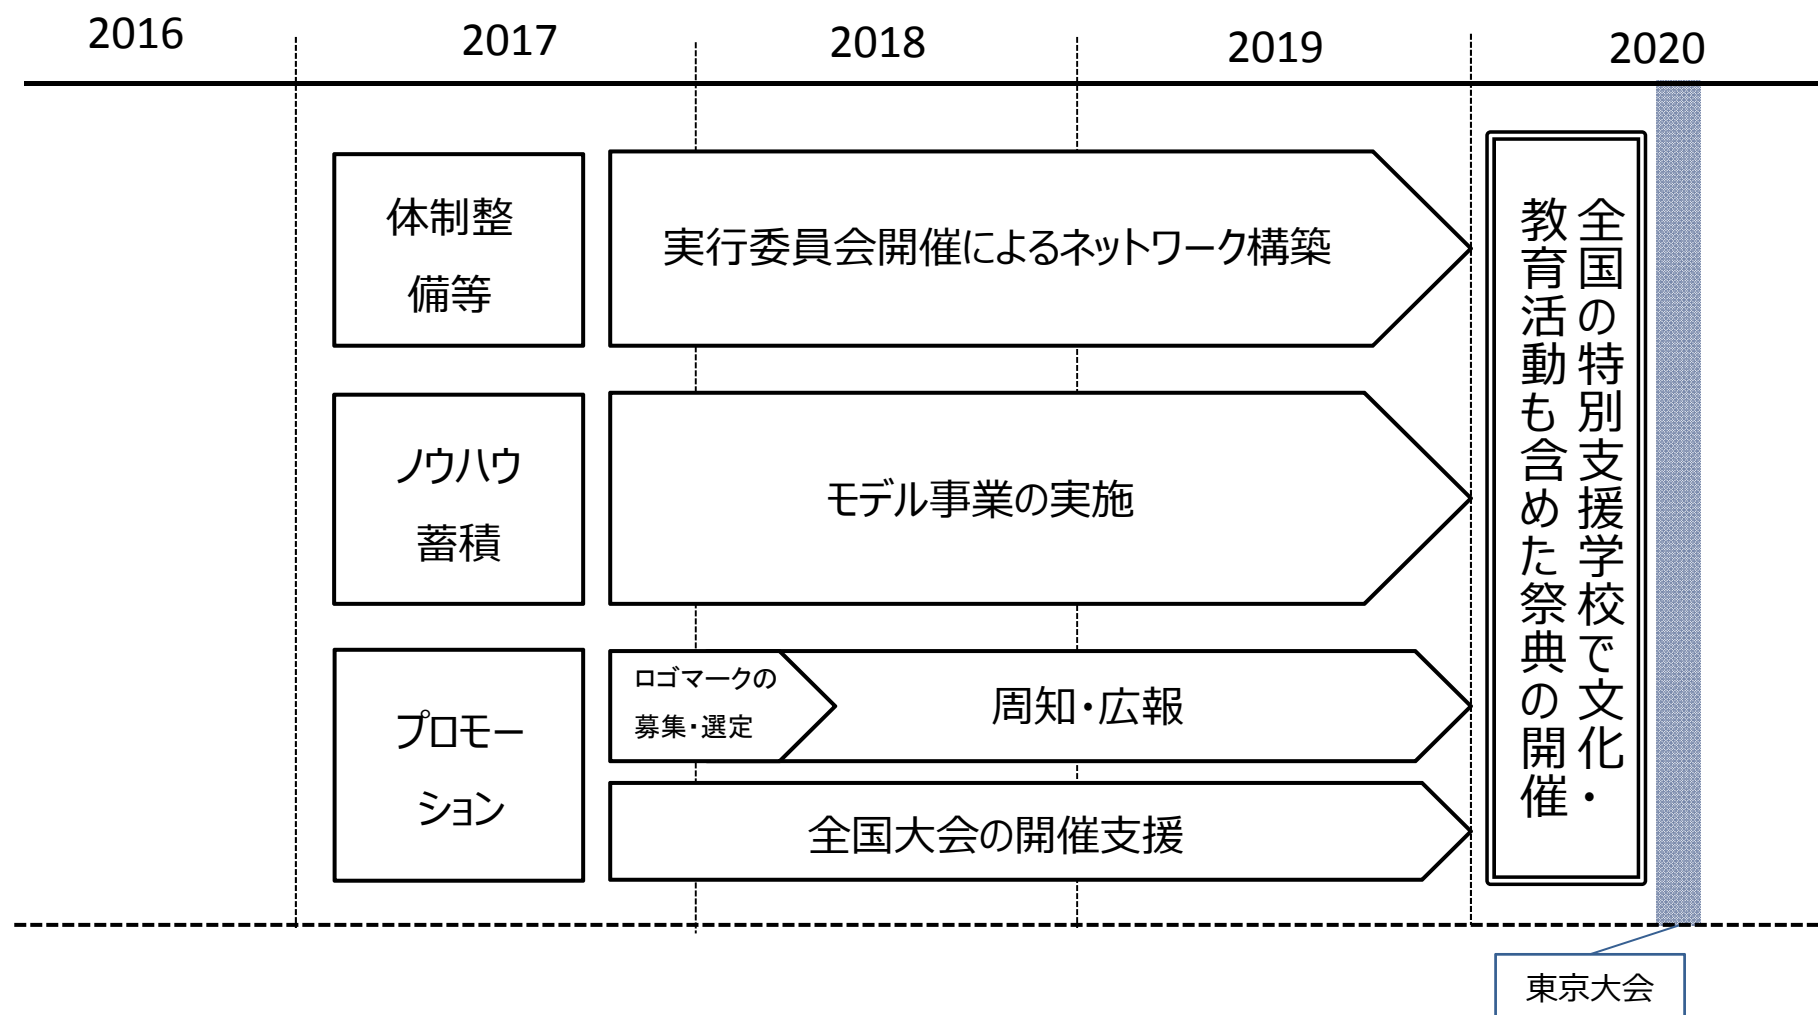 2016
2017
2018
2019
2020
体制整
備等
実行委員会開催によるネットワーク構築
ノウハウ
蓄積
モデル事業の実施
プロモー
ション
ロゴマークの
募集・選定
周知・広報
全国大会の開催支援
全国の特別支援学校で文化・
教育活動も含めた祭典の開催
東京大会